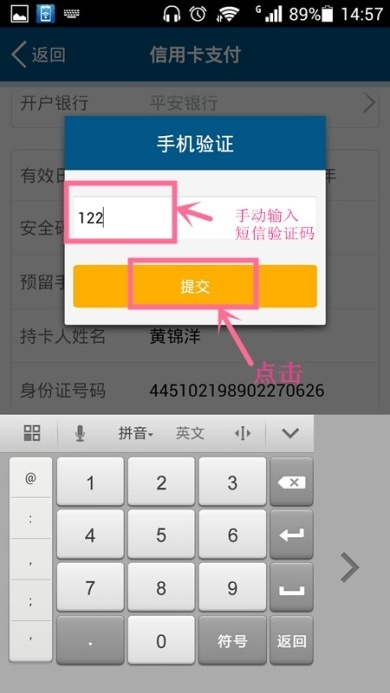 G 89% 14:57
返回 信用卡支付
开户银行 平安银行
手机验证
有效日 年
安全码
122
手动输入
短信验证码
预留手
提交
点击
持卡人姓名 黄锦洋
身份证号码 445102198902270626
拼音 英文
@ 1 2 3
: 4 5 6
, 7 8 9
;
' . 0 符号 返回